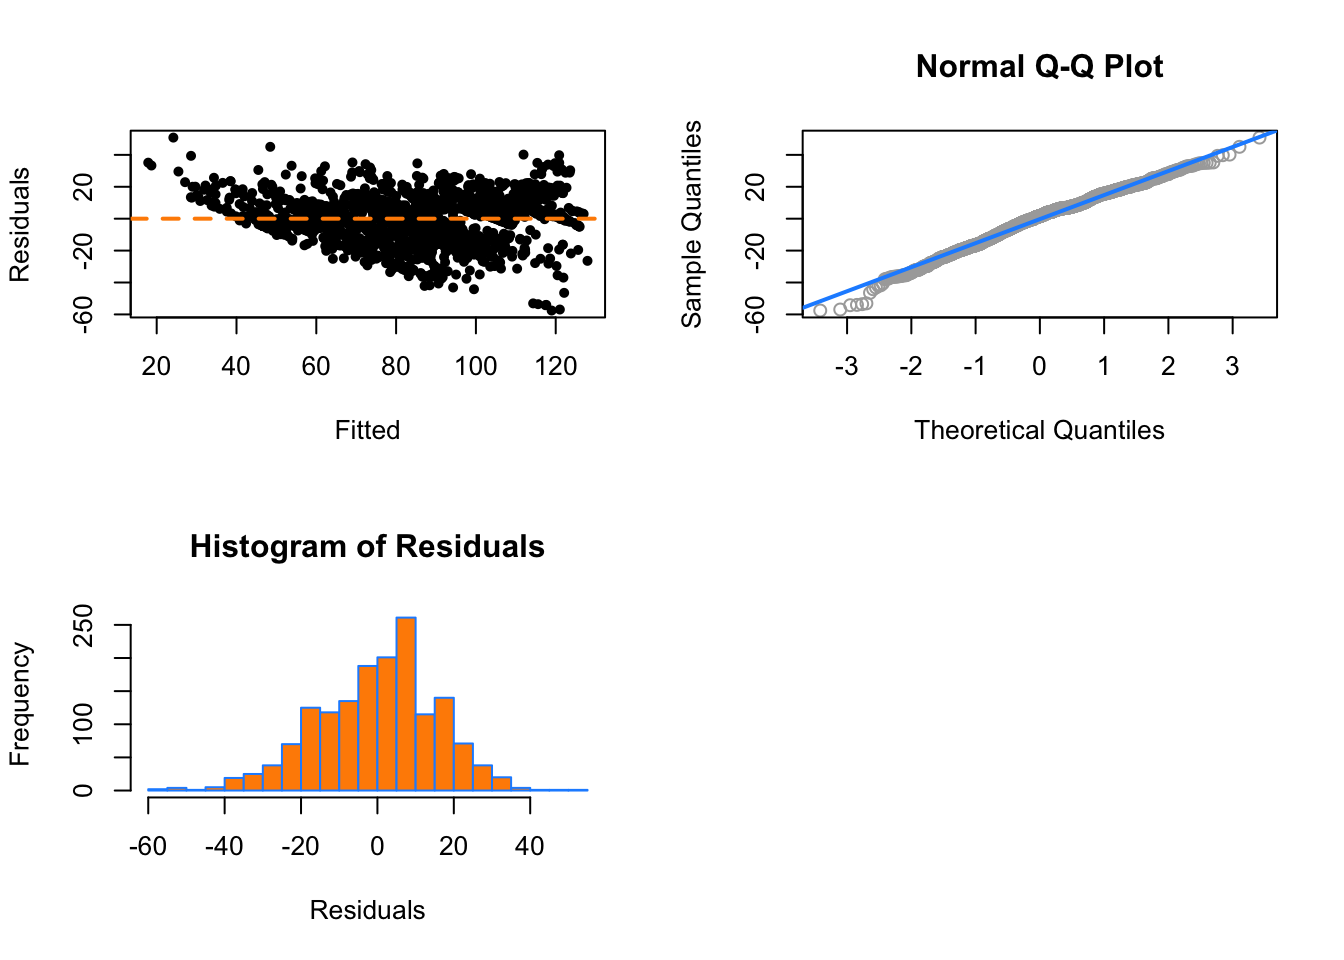 Residuals
20
-20
-60
20 40 60 80 100 120
Fitted
Normal Q-Q Plot
Sample Quantiles
20
-20
-60
-3 -2 -1 0 1 2 3
Theoretical Quantiles
Histogram of Residuals
Frequency
250
100
0
-60 -40 -20 0 20 40
Residuals